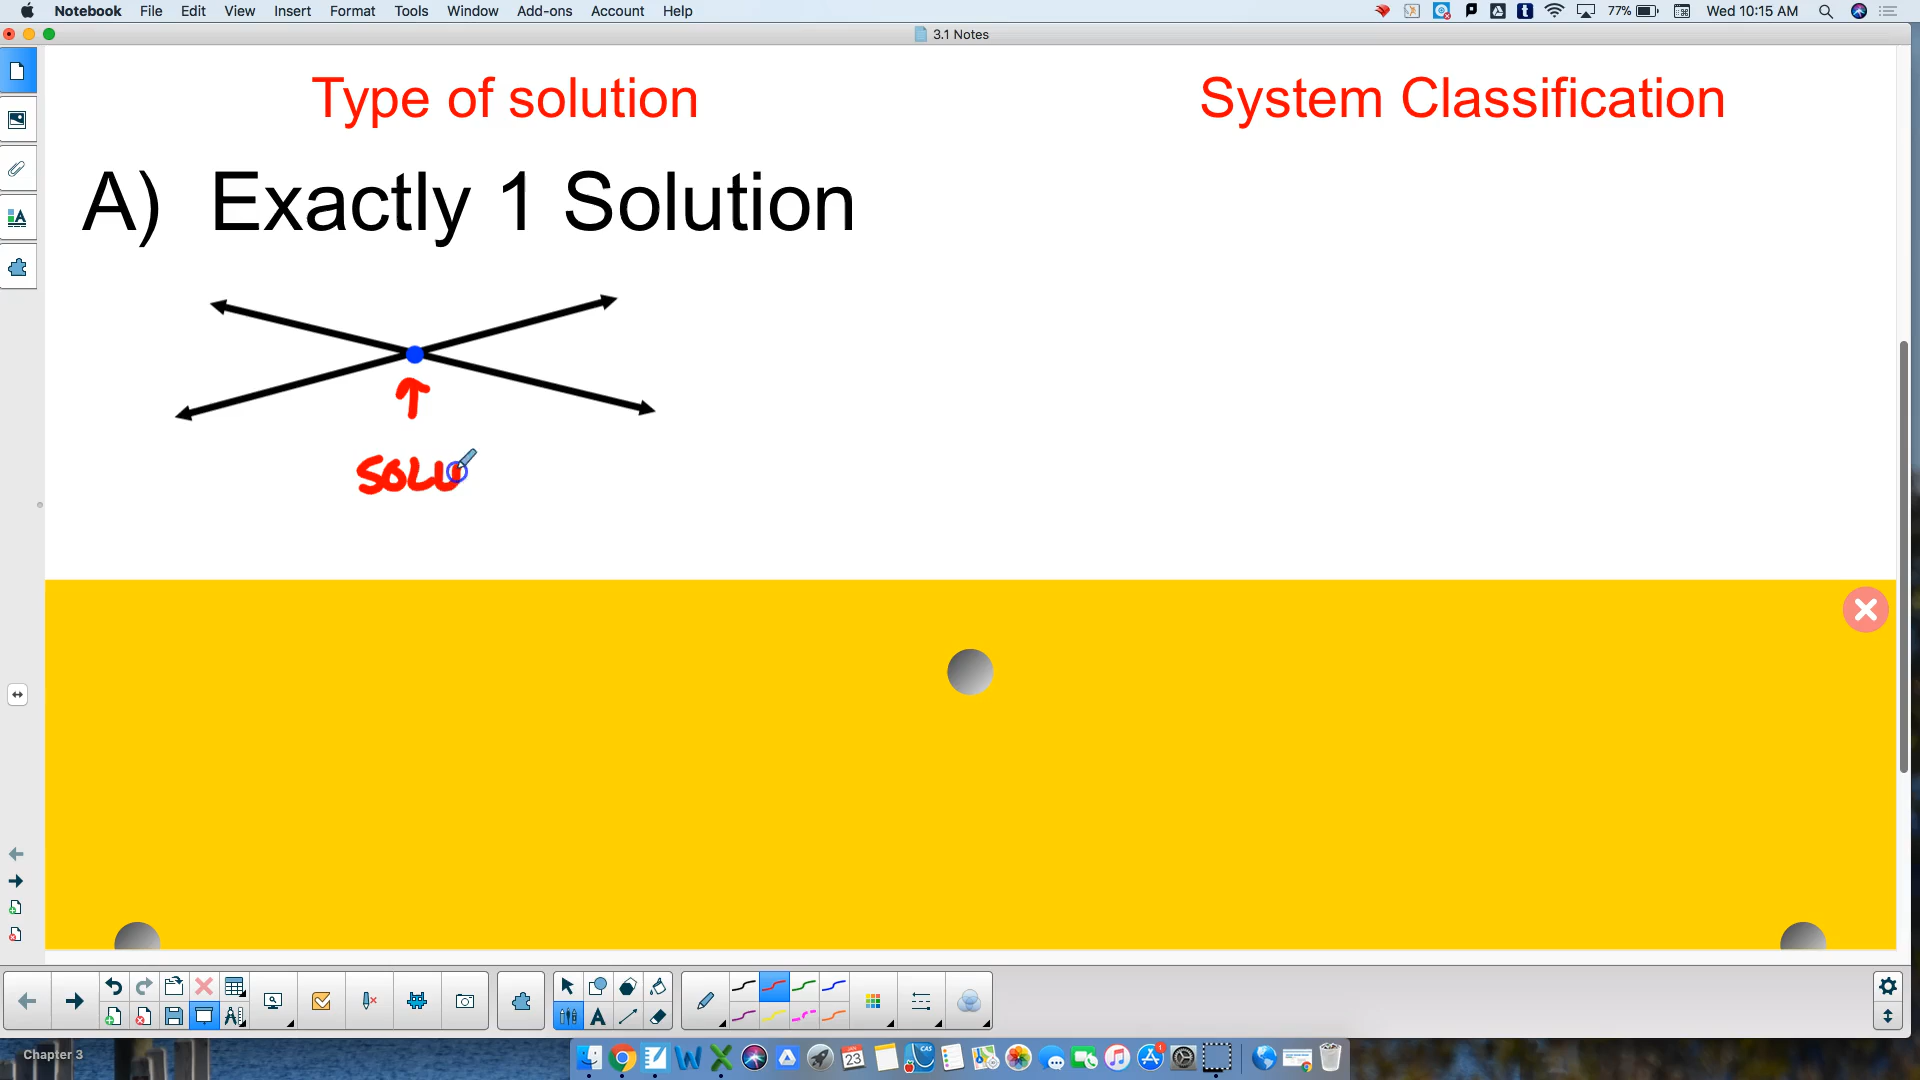 Notebook File Edit View Insert Format Tools Window Add-ons Account Help 77% Wed 10:15 AM
3.1 Notes
Type of solution System Classification
A) Exactly 1 Solution
SOLU
Chapter 3